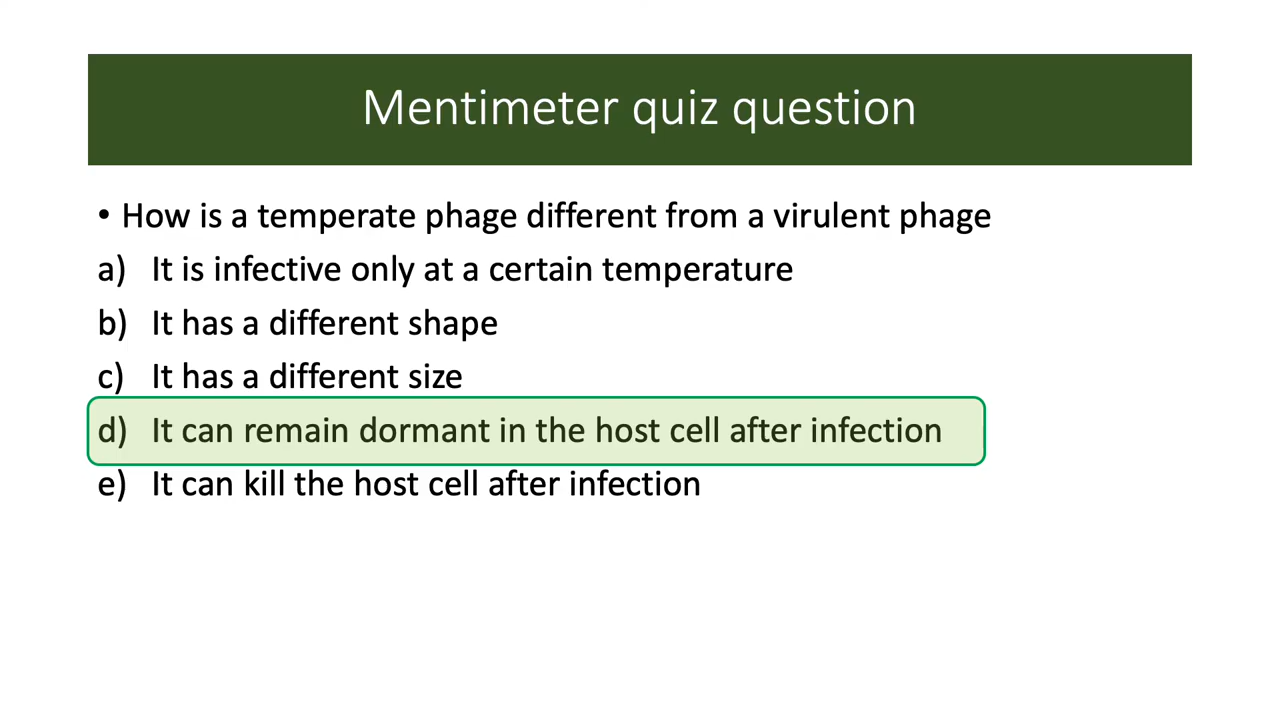 Mentimeter quiz question
• How is a temperate phage different from a virulent phage
a) It is infective only at a certain temperature
b) It has a different shape
c) It has a different size
d) It can remain dormant in the host cell after infection
e) It can kill the host cell after infection